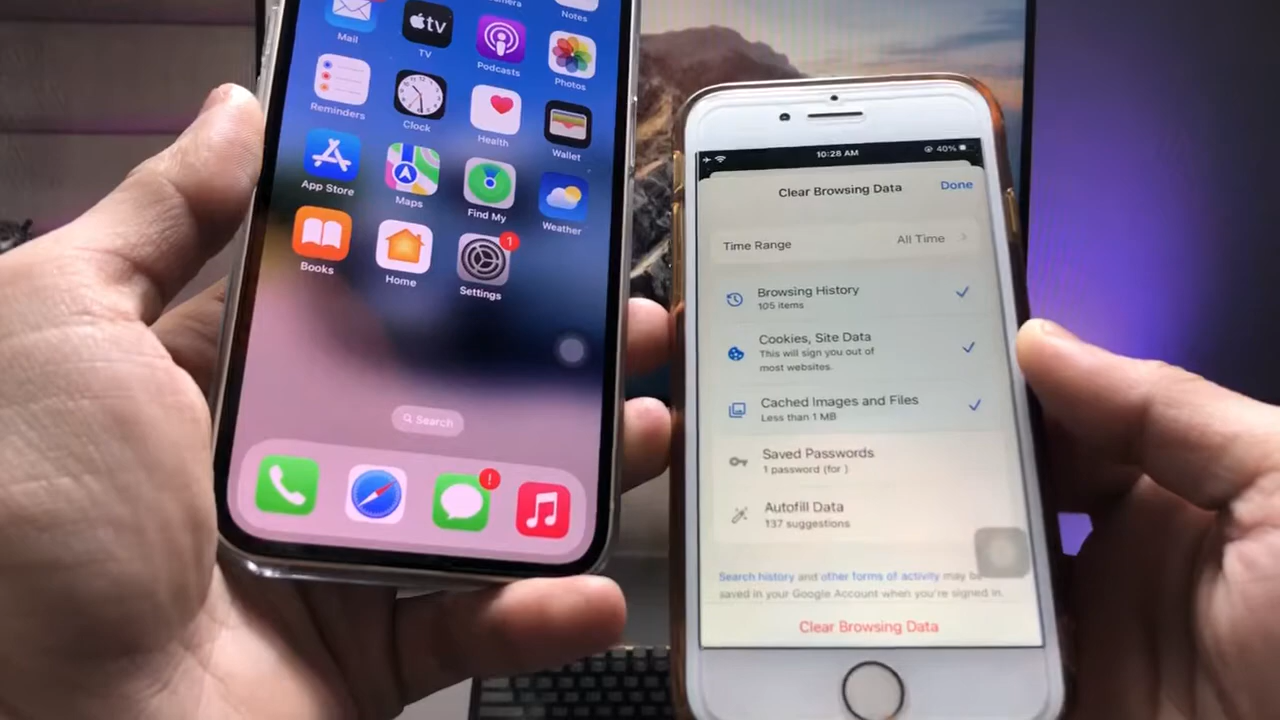 Notes
Mail
tv
TV
Podcasts
Photos
Reminders
Clock
Health
Wallet
App Store
Maps
Find My
Weather
Books
Home
1
Settings
Search
!
10:28 AM
40%
Clear Browsing Data
Done
Time Range
All Time
Browsing History
105 items
Cookies, Site Data
This will sign you out of
most websites.
Cached Images and Files
Less than 1 MB
Saved Passwords
1 password (for )
Autofill Data
137 suggestions
Search history and other forms of activity may be
saved in your Google Account when you're signed in.
Clear Browsing Data